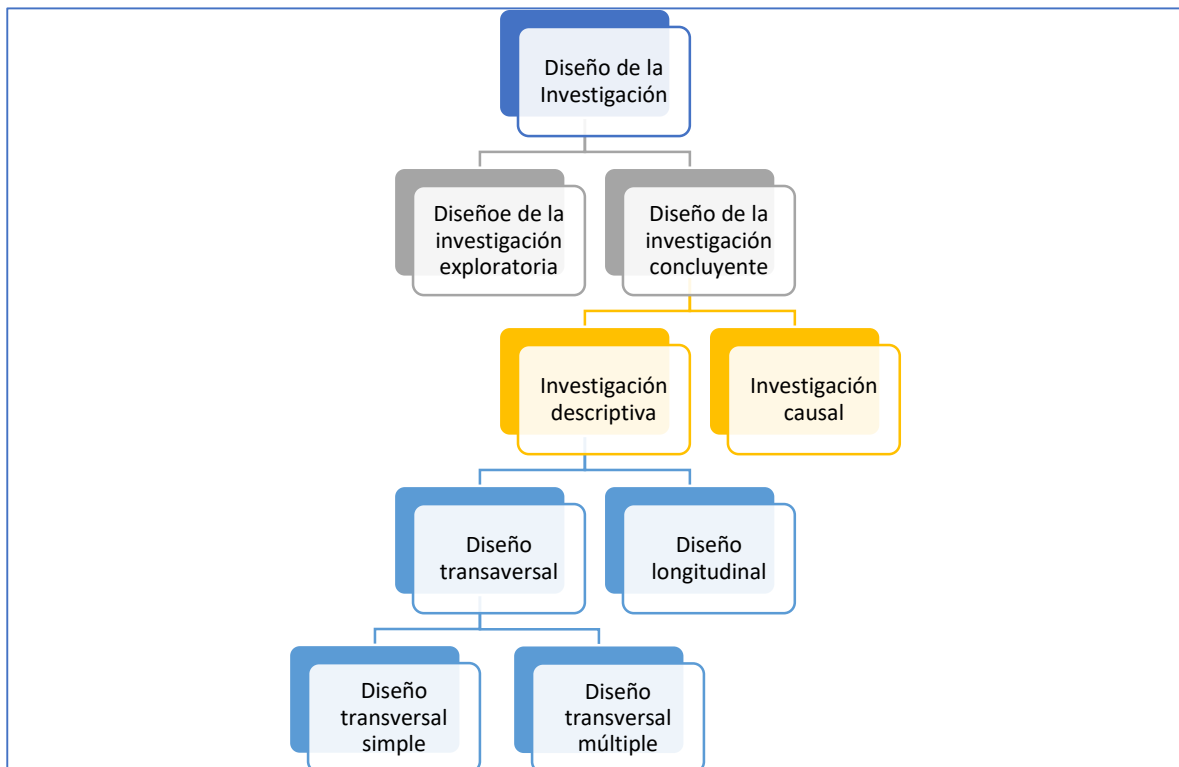 Diseño de la
Investigación
Diseñoe de la
investigación
exploratoria
Diseño de la
investigación
concluyente
Investigación
descriptiva
Investigación
causal
Diseño
transaversal
Diseño
longitudinal
Diseño
transversal
simple
Diseño
transversal
múltiple